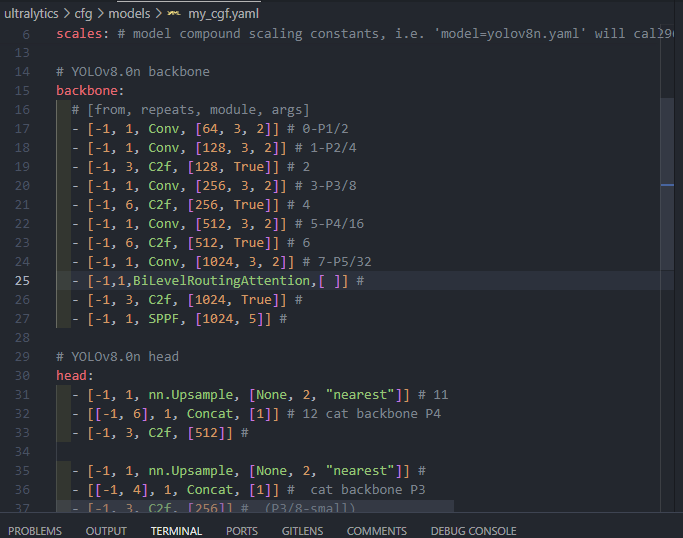 ultralytics > cfg > models > my_cgf.yaml
6 scales: # model compound scaling constants, i.e. 'model=yolov8n.yaml' will call
13
14 # YOLOv8.0n backbone
15 backbone:
16 # [from, repeats, module, args]
17 - [-1, 1, Conv, [64, 3, 2]] # 0-P1/2
18 - [-1, 1, Conv, [128, 3, 2]] # 1-P2/4
19 - [-1, 3, C2f, [128, True]] # 2
20 - [-1, 1, Conv, [256, 3, 2]] # 3-P3/8
21 - [-1, 6, C2f, [256, True]] # 4
22 - [-1, 1, Conv, [512, 3, 2]] # 5-P4/16
23 - [-1, 6, C2f, [512, True]] # 6
24 - [-1, 1, Conv, [1024, 3, 2]] # 7-P5/32
25 - [-1,1,BiLevelRoutingAttention,[ ]] #
26 - [-1, 3, C2f, [1024, True]] #
27 - [-1, 1, SPPF, [1024, 5]] #
28
29 # YOLOv8.0n head
30 head:
31 - [-1, 1, nn.Upsample, [None, 2, "nearest"]] # 11
32 - [[-1, 6], 1, Concat, [1]] # 12 cat backbone P4
33 - [-1, 3, C2f, [512]] #
34
35 - [-1, 1, nn.Upsample, [None, 2, "nearest"]] #
36 - [[-1, 4], 1, Concat, [1]] #  cat backbone P3
37 - [-1, 3, C2f, [256]] #  (P3/8-small)
PROBLEMS OUTPUT TERMINAL PORTS GITLENS COMMENTS DEBUG CONSOLE